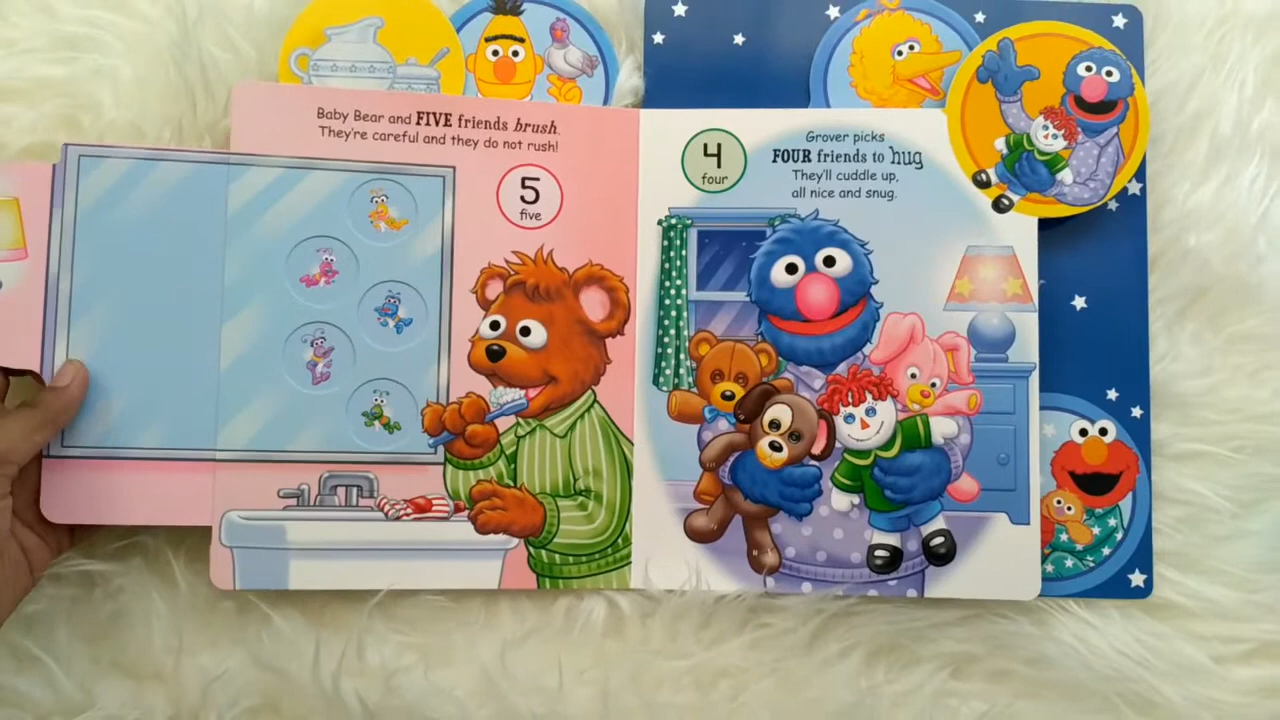 Baby Bear and FIVE friends brush.
They're careful and they do not rush!
5
five
4
four
Grover picks
FOUR friends to hug
They'll cuddle up,
all nice and snug.